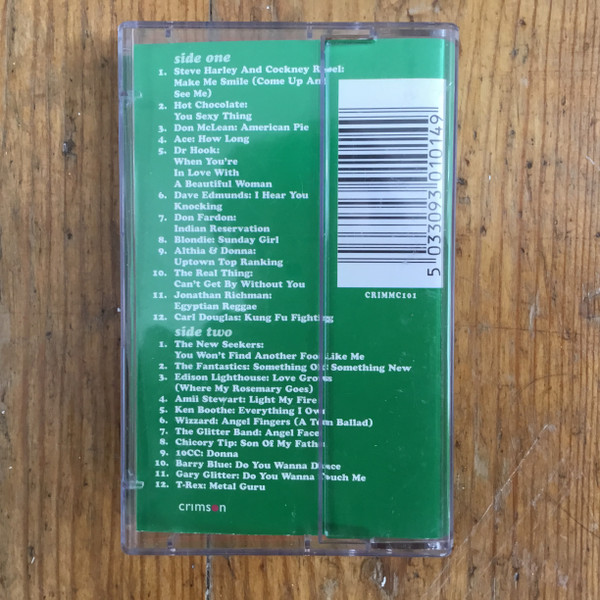 side one
1. Steve Harley And Cockney Rebel:
Make Me Smile (Come Up And
See Me)
2. Hot Chocolate:
You Sexy Thing
3. Don McLean: American Pie
4. Ace: How Long
5. Dr Hook:
When You're
In Love With
A Beautiful Woman
6. Dave Edmunds: I Hear You
Knocking
7. Don Fardon:
Indian Reservation
8. Blondie: Sunday Girl
9. Althia & Donna:
Uptown Top Ranking
10. The Real Thing:
Can't Get By Without You
11. Jonathan Richman:
Egyptian Reggae
12. Carl Douglas: Kung Fu Fighting
side two
1. The New Seekers:
You Won't Find Another Fool Like Me
2. The Fantastics: Something Old Something New
3. Edison Lighthouse: Love Grows
(Where My Rosemary Goes)
4. Amii Stewart: Light My Fire
5. Ken Boothe: Everything I Own
6. Wizzard: Angel Fingers (A Teen Ballad)
7. The Glitter Band: Angel Face
8. Chicory Tip: Son Of My Father
9. 10CC: Donna
10. Barry Blue: Do You Wanna Dance
11. Gary Glitter: Do You Wanna Touch Me
12. T-Rex: Metal Guru
crimson
5 033093 010149
CRIMMC101